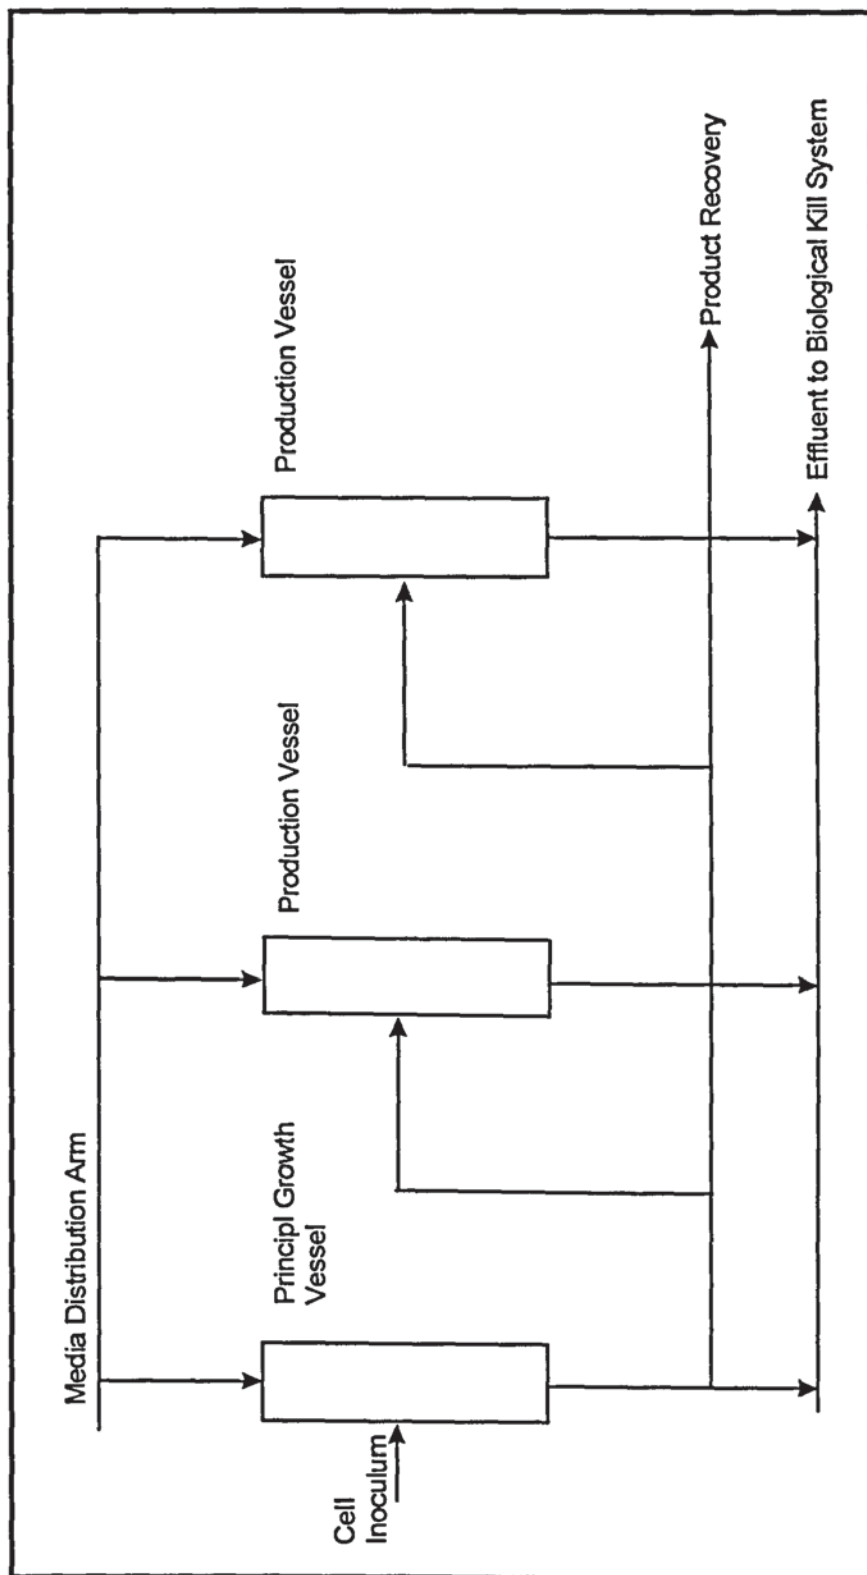 Media Distribution Arm
Cell
Inoculum
Principl Growth
Vessel
Production Vessel
Production Vessel
Product Recovery
Effluent to Biological Kill System